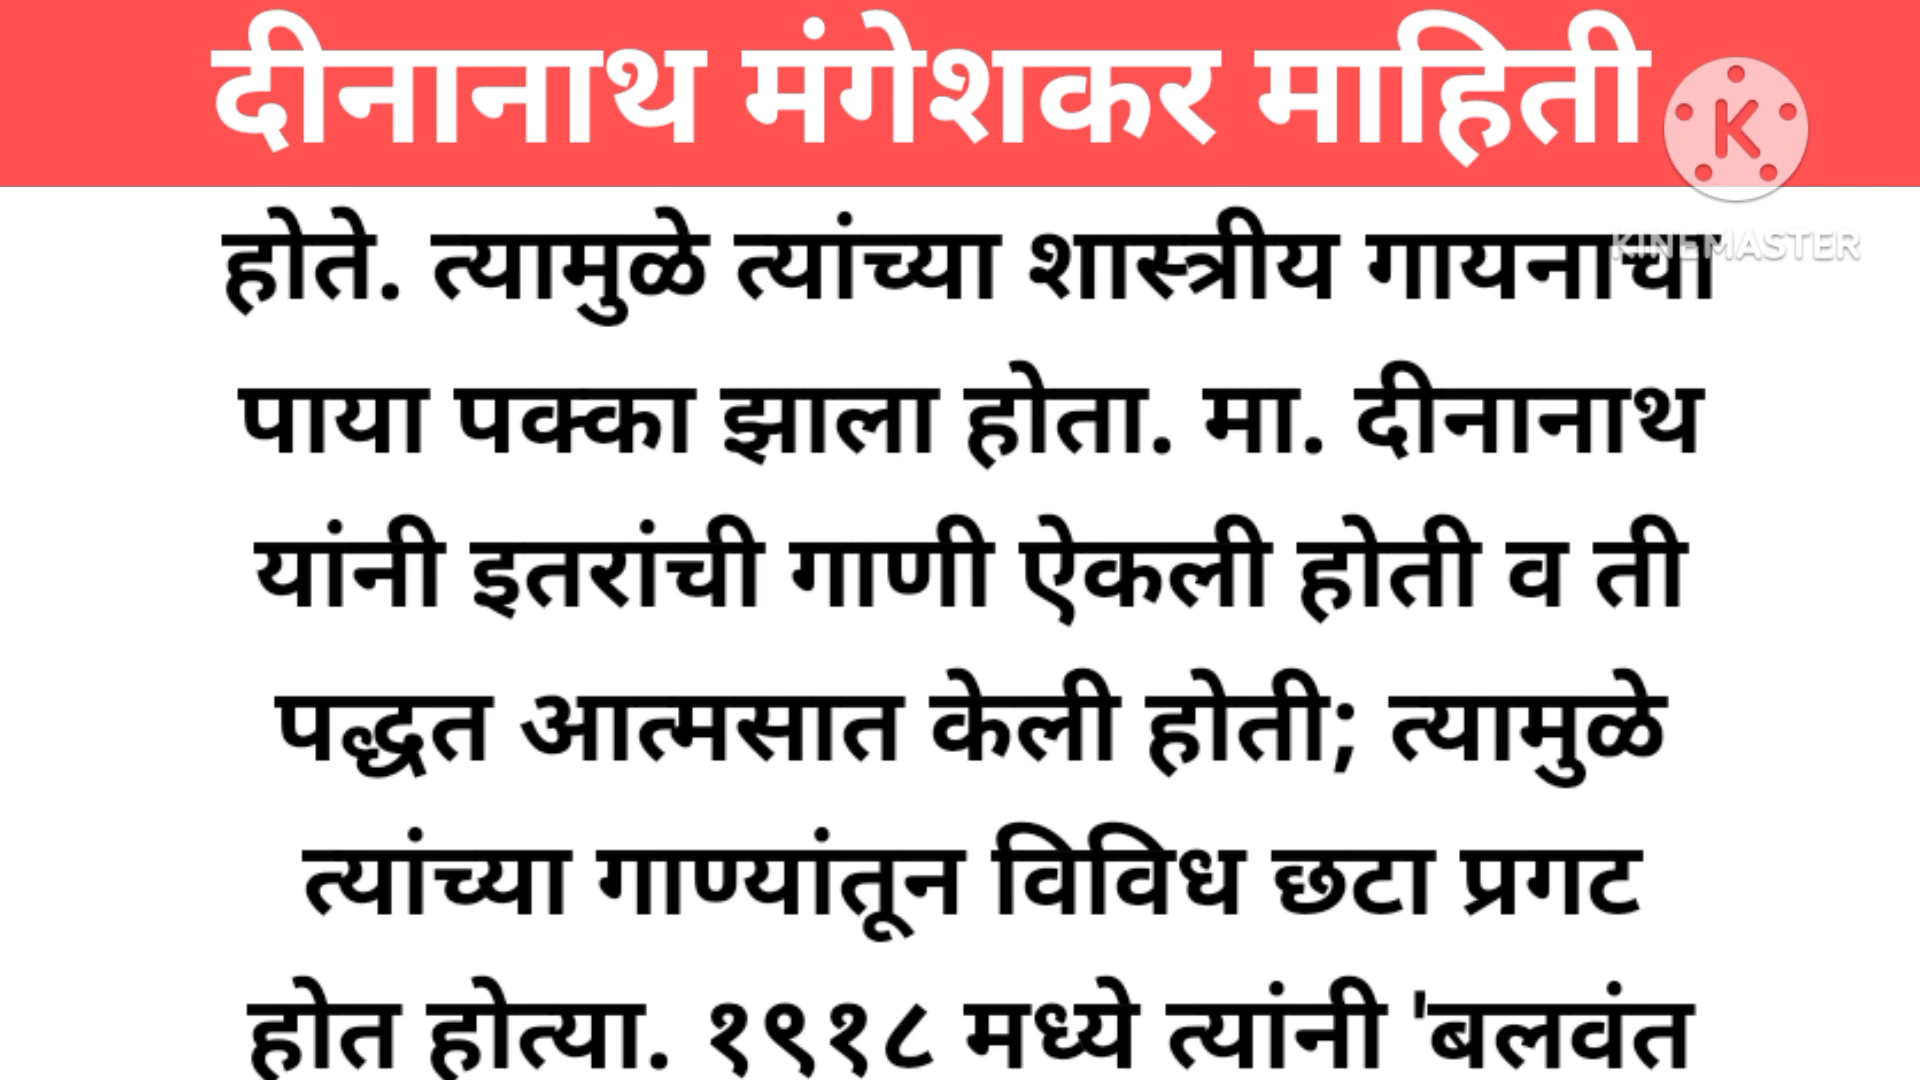 दीनानाथ मंगेशकर माहिती
K
KINEMASTER
होते. त्यामुळे त्यांच्या शास्त्रीय गायनाचा
पाया पक्का झाला होता. मा. दीनानाथ
यांनी इतरांची गाणी ऐकली होती व ती
पद्धत आत्मसात केली होती; त्यामुळे
त्यांच्या गाण्यांतून विविध छटा प्रगट
होत होत्या. १९१८ मध्ये त्यांनी 'बलवंत